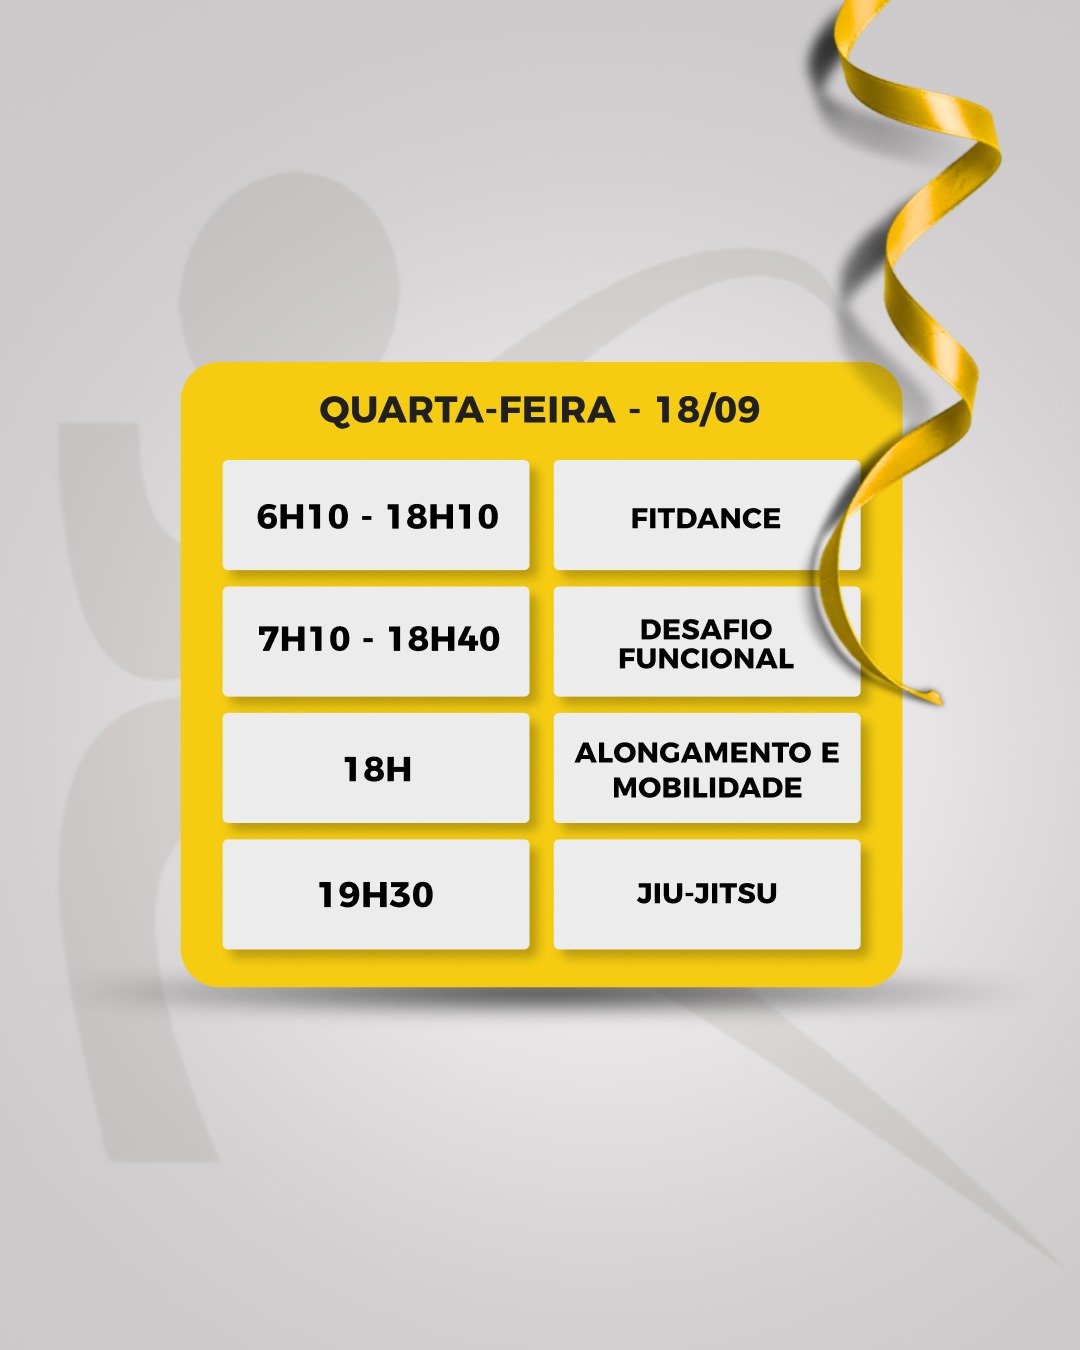 QUARTA-FEIRA - 18/09
6H10 - 18H10
FITDANCE
7H10 - 18H40
DESAFIO
FUNCIONAL
18H
ALONGAMENTO E
MOBILIDADE
19H30
JIU-JITSU